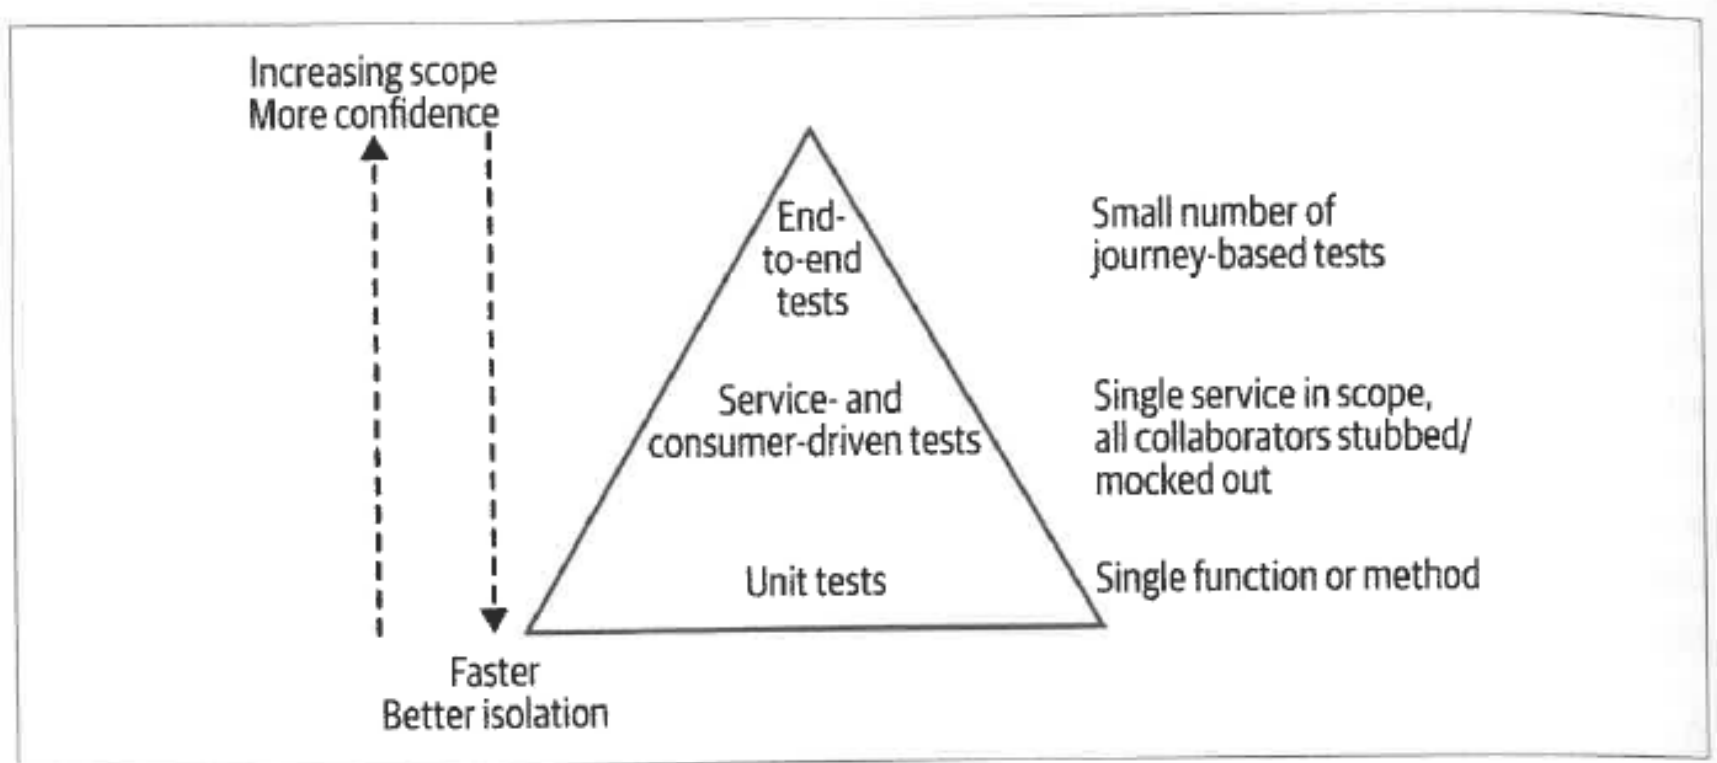 Increasing scope
More confidence
End-
to-end
tests
Small number of
journey-based tests
Service- and
consumer-driven tests
Single service in scope,
all collaborators stubbed/
mocked out
Unit tests
Single function or method
Faster
Better isolation